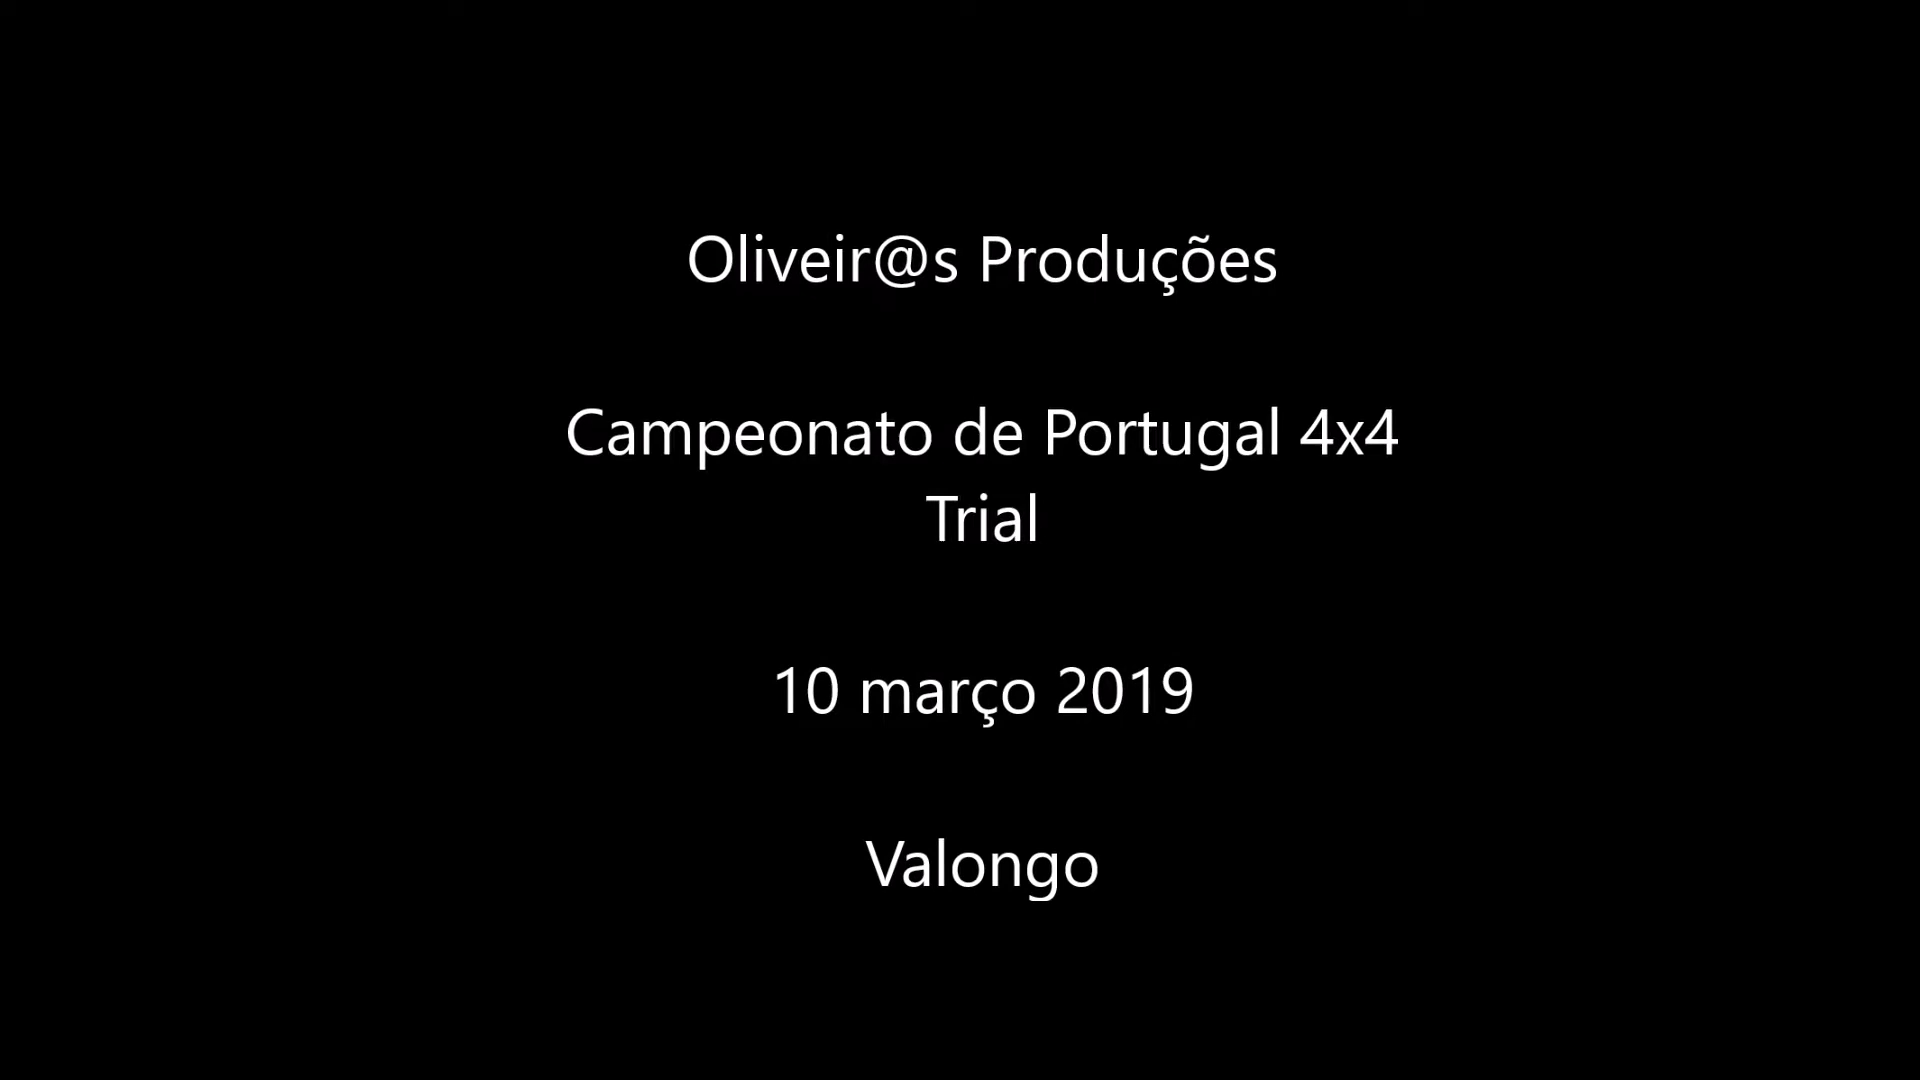 Oliveir@s Produções
Campeonato de Portugal 4x4
Trial
10 março 2019
Valongo